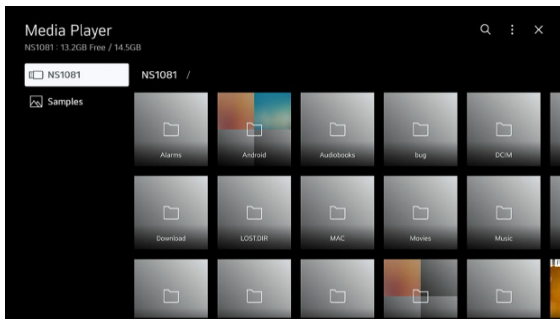 Media Player
NS1081 : 13.2GB Free / 14.5GB
NS1081
NS1081 /
Samples
Alarms
Android
Audiobooks
bug
DCIM
Download
LOST.DIR
MAC
Movies
Music